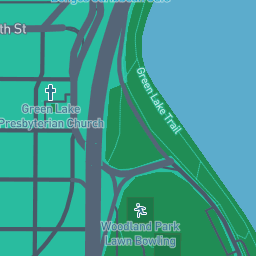 th St
Green Lake
Presbyterian Church
Green Lake Trail
Woodland Park
Lawn Bowling